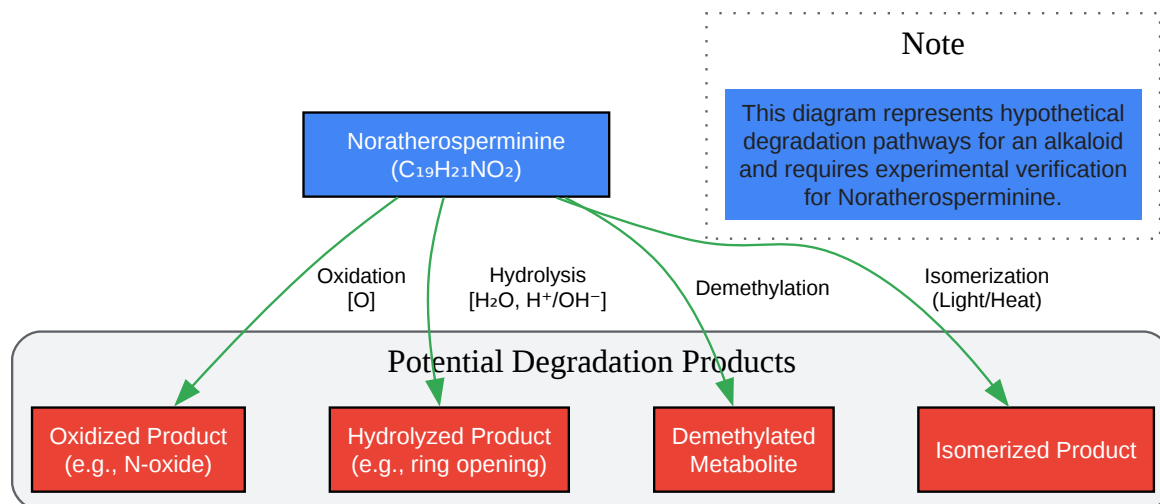 Note
This diagram represents hypothetical
degradation pathways for an alkaloid
and requires experimental verification
for Noratherosperminine.
Noratherosperminine
(C₁₉H₂₁NO₂)
Oxidation
[O]
Hydrolysis
[H₂O, H⁺/OH⁻]
Demethylation
Isomerization
(Light/Heat)
Potential Degradation Products
Oxidized Product
(e.g., N-oxide)
Hydrolyzed Product
(e.g., ring opening)
Demethylated
Metabolite
Isomerized Product